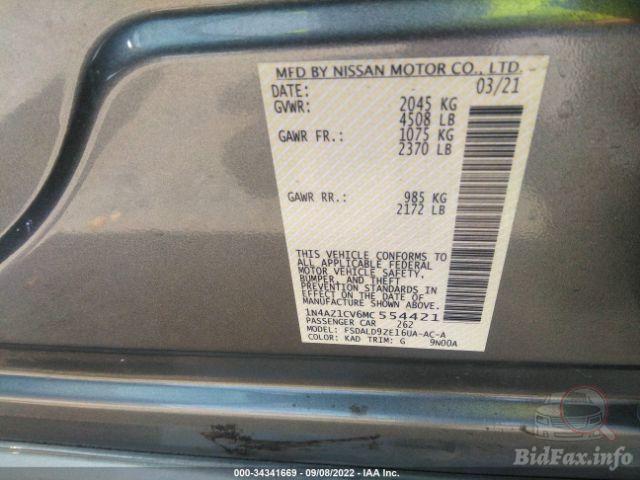 MFD BY NISSAN MOTOR CO., LTD.
DATE: 03/21
GVWR: 2045 KG
4508 LB
GAWR FR.: 1075 KG
2370 LB
GAWR RR.: 985 KG
2172 LB
THIS VEHICLE CONFORMS TO
ALL APPLICABLE FEDERAL
MOTOR VEHICLE SAFETY,
BUMPER, AND THEFT
PREVENTION STANDARDS IN
EFFECT ON THE DATE OF
MANUFACTURE SHOWN ABOVE.
1N4AZ1CV6MC 554421
PASSENGER CAR 262
MODEL: FSDALD9ZE16UA-AC-A
COLOR: KAD TRIM: G 9N00A
BidFax.info
0-34341669 - 09/08/2022 - IAA Inc.